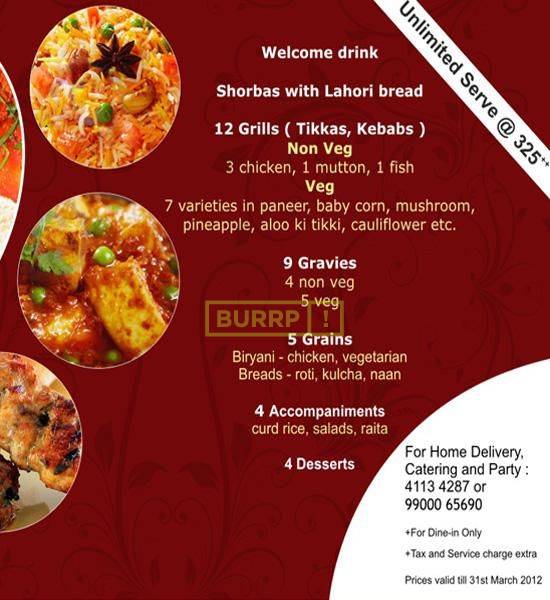 Unlimited Serve @ 325++
Welcome drink
Shorbas with Lahori bread
12 Grills ( Tikkas, Kebabs )
Non Veg
3 chicken, 1 mutton, 1 fish
Veg
7 varieties in paneer, baby corn, mushroom,
pineapple, aloo ki tikki, cauliflower etc.
9 Gravies
4 non veg
5 veg
BURRP !
5 Grains
Biryani - chicken, vegetarian
Breads - roti, kulcha, naan
4 Accompaniments
curd rice, salads, raita
4 Desserts
For Home Delivery,
Catering and Party :
4113 4287 or
99000 65690
+For Dine-in Only
+Tax and Service charge extra
Prices valid till 31st March 2012